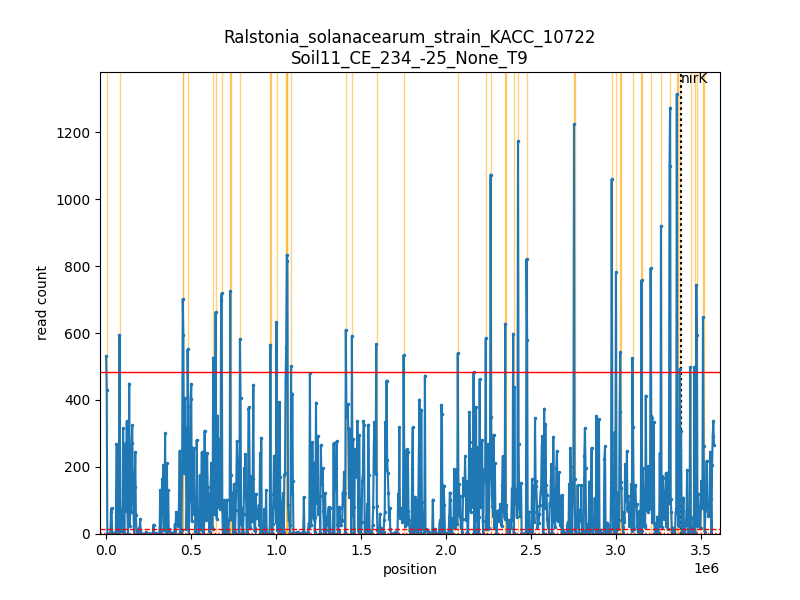 Ralstonia_solanacearum_strain_KACC_10722
Soil11_CE_234_-25_None_T9
nirK
1200
1000
800
600
400
200
0
read count
0.0 0.5 1.0 1.5 2.0 2.5 3.0 3.5
1e6
position